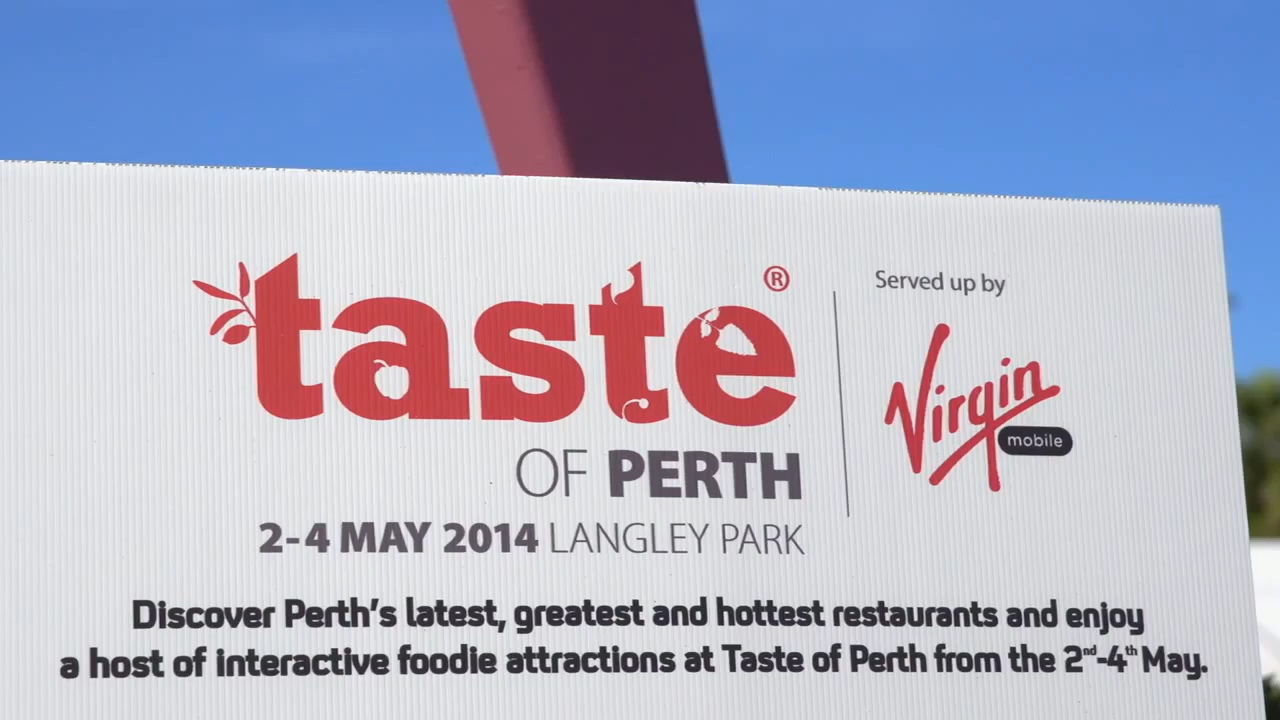 taste®
OF PERTH
2-4 MAY 2014 LANGLEY PARK
Served up by
Virgin
mobile
Discover Perth's latest, greatest and hottest restaurants and enjoy
a host of interactive foodie attractions at Taste of Perth from the 2nd-4th May.